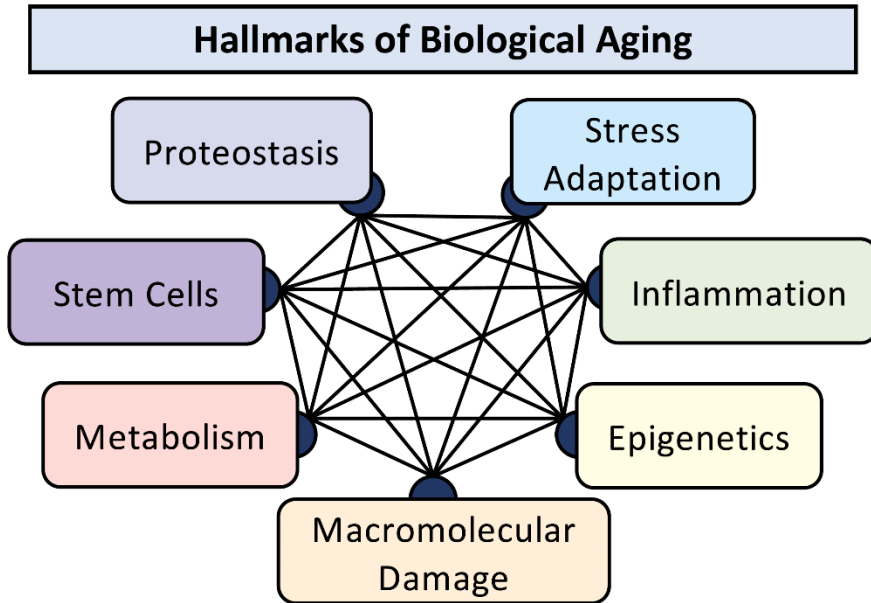 Hallmarks of Biological Aging
Proteostasis
Stress
Adaptation
Stem Cells
Inflammation
Metabolism
Epigenetics
Macromolecular
Damage